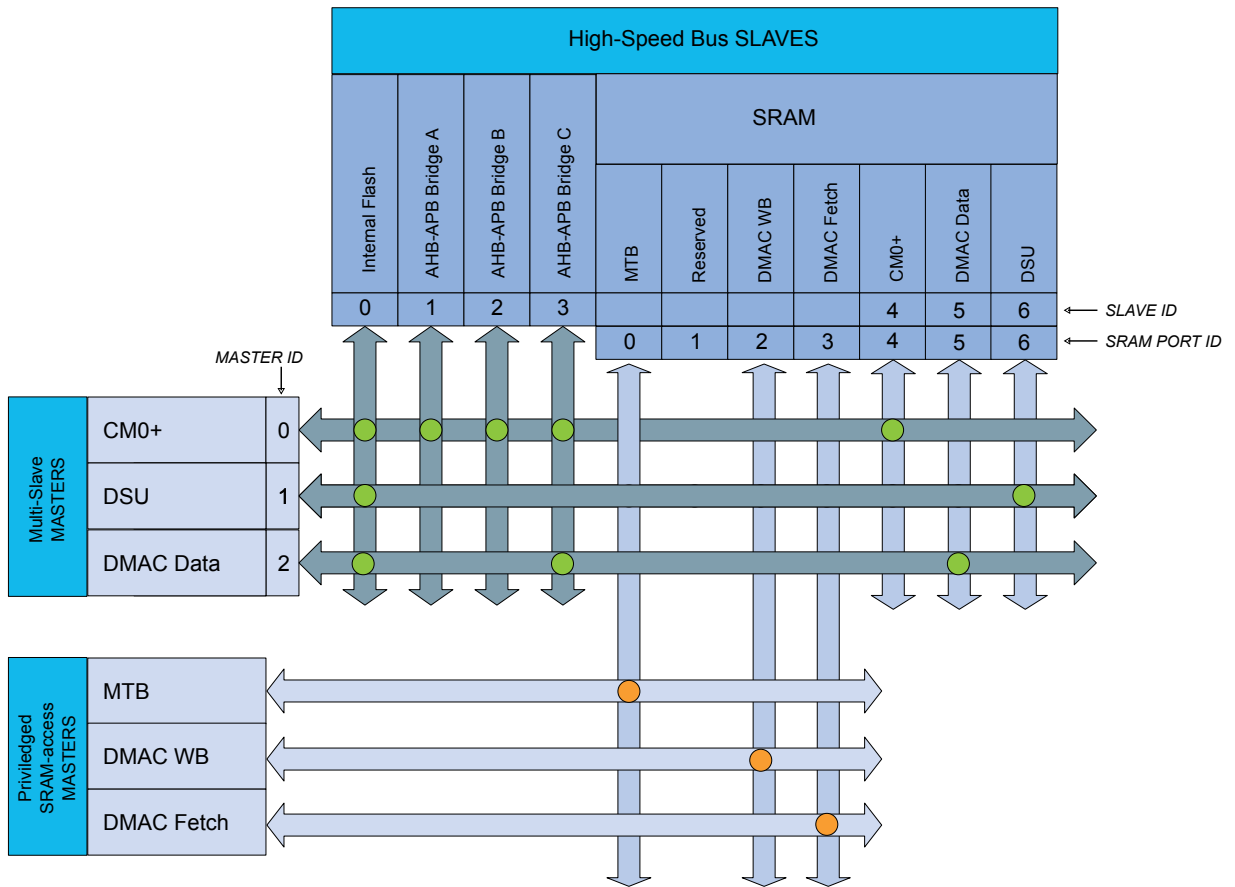 High-Speed Bus SLAVES
SRAM
Internal Flash
AHB-APB Bridge A
AHB-APB Bridge B
AHB-APB Bridge C
MTB
Reserved
DMAC WB
DMAC Fetch
CM0+
DMAC Data
DSU
0 1 2 3 4 5 6 SLAVE ID
0 1 2 3 4 5 6 SRAM PORT ID
MASTER ID
Multi-Slave
MASTERS
CM0+ 0
DSU 1
DMAC Data 2
Priviledged
SRAM-access
MASTERS
MTB
DMAC WB
DMAC Fetch